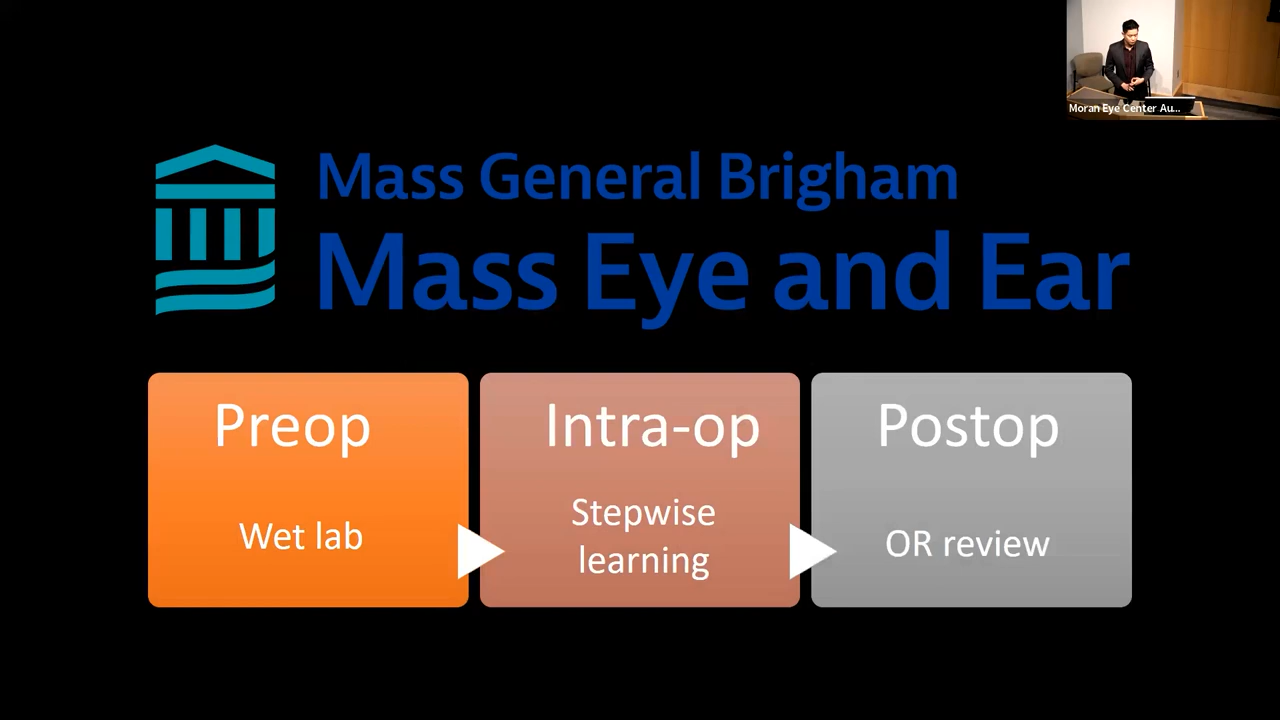 Moran Eye Center Au...
Mass General Brigham
Mass Eye and Ear
Preop
Wet lab
Intra-op
Stepwise
learning
Postop
OR review